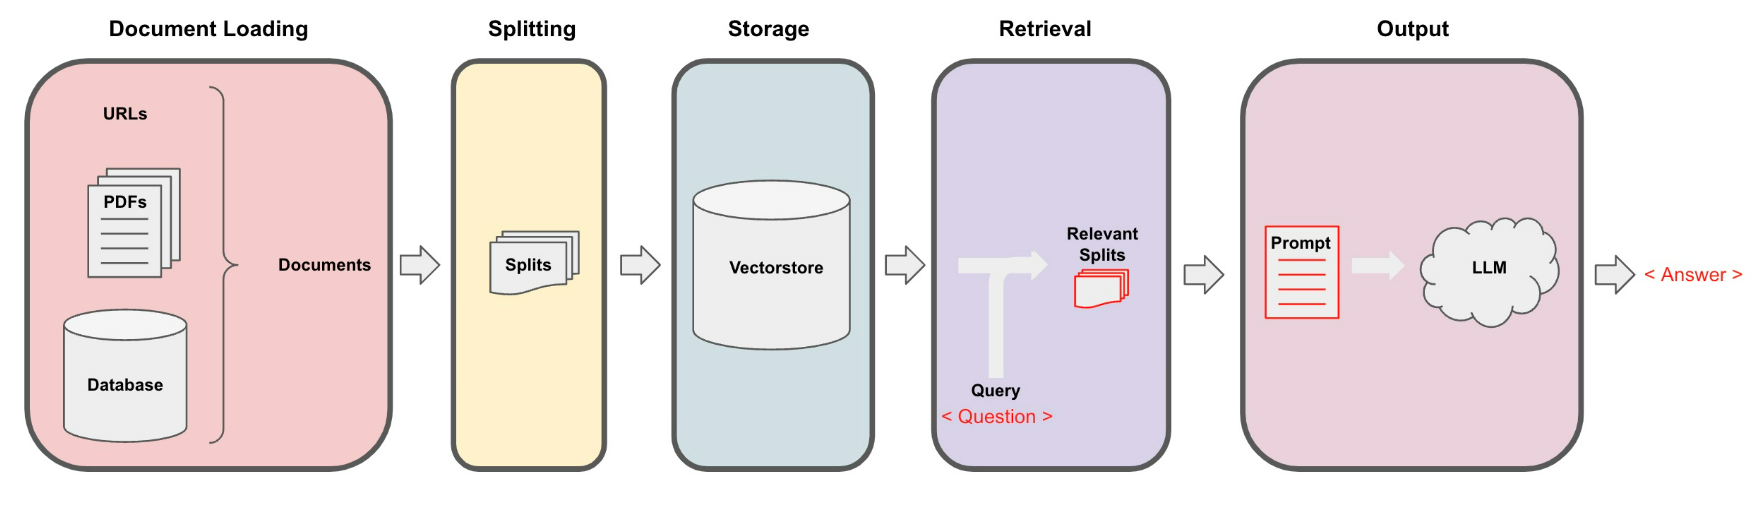 Document Loading
Splitting
Storage
Retrieval
Output
URLs
PDFs
Database
Documents
Splits
Vectorstore
Relevant
Splits
Query
< Question >
Prompt
LLM
< Answer >